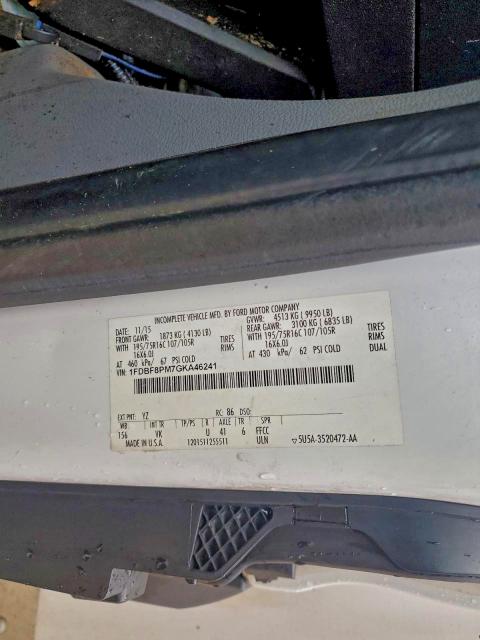 INCOMPLETE VEHICLE MFD. BY FORD MOTOR COMPANY
DATE: 11/15 GVWR: 4513 KG ( 9950 LB)
FRONT GAWR: 1873 KG ( 4130 LB) REAR GAWR: 3100 KG ( 6835 LB)
WITH 195/75R16C 107/105R TIRES WITH 195/75R16C 107/105R TIRES
16X6.0J RIMS 16X6.0J RIMS
AT 460 kPa/ 67 PSI COLD AT 430 kPa/ 62 PSI COLD DUAL
VIN: 1FDBF8PM7GKA46241
EXT PNT: YZ RC: 86 DSO:
WB INT TR TP/PS R AXLE TR SPR
156 VK U 41 6 FFCC
MADE IN U.S.A. 1201511255511 ULN 5U5A-3520472-AA